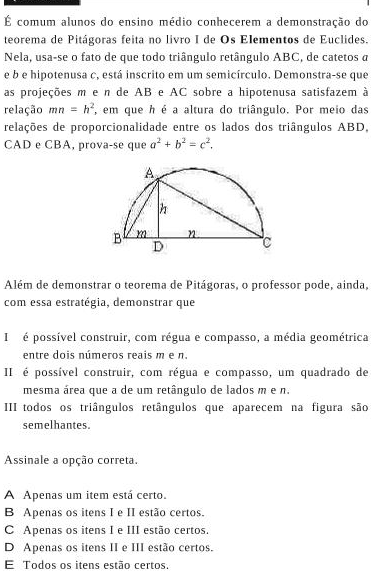 É comum alunos do ensino médio conhecerem a demonstração do
teorema de Pitágoras feita no livro I de Os Elementos de Euclides.
Nela, usa-se o fato de que todo triângulo retângulo ABC, de catetos a
e b e hipotenusa c, está inscrito em um semicírculo. Demonstra-se que
as projeções m e n de AB e AC sobre a hipotenusa satisfazem à
relação mn = h², em que h é a altura do triângulo. Por meio das
relações de proporcionalidade entre os lados dos triângulos ABD,
CAD e CBA, prova-se que a² + b² = c².
A
h
B m n C
D
Além de demonstrar o teorema de Pitágoras, o professor pode, ainda,
com essa estratégia, demonstrar que
I é possível construir, com régua e compasso, a média geométrica
entre dois números reais m e n.
II é possível construir, com régua e compasso, um quadrado de
mesma área que a de um retângulo de lados m e n.
III todos os triângulos retângulos que aparecem na figura são
semelhantes.
Assinale a opção correta.
A Apenas um item está certo.
B Apenas os itens I e II estão certos.
C Apenas os itens I e III estão certos.
D Apenas os itens II e III estão certos.
E Todos os itens estão certos.